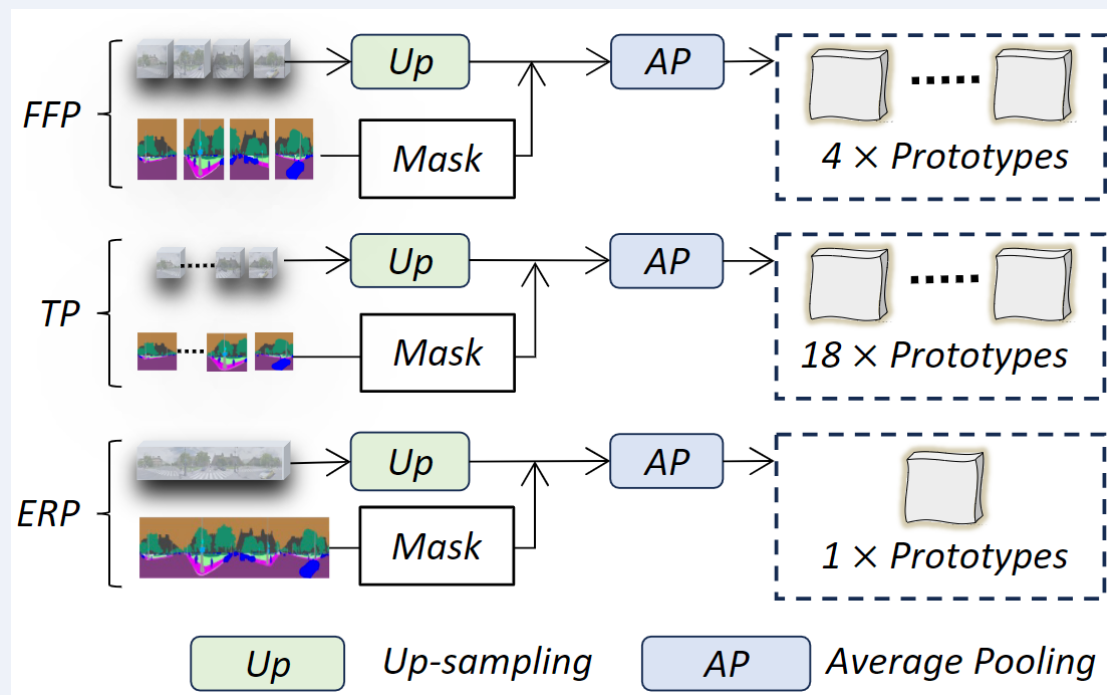 FFP
Up
AP
Mask
4 × Prototypes
TP
Up
AP
Mask
18 × Prototypes
ERP
Up
AP
Mask
1 × Prototypes
Up Up-sampling AP Average Pooling